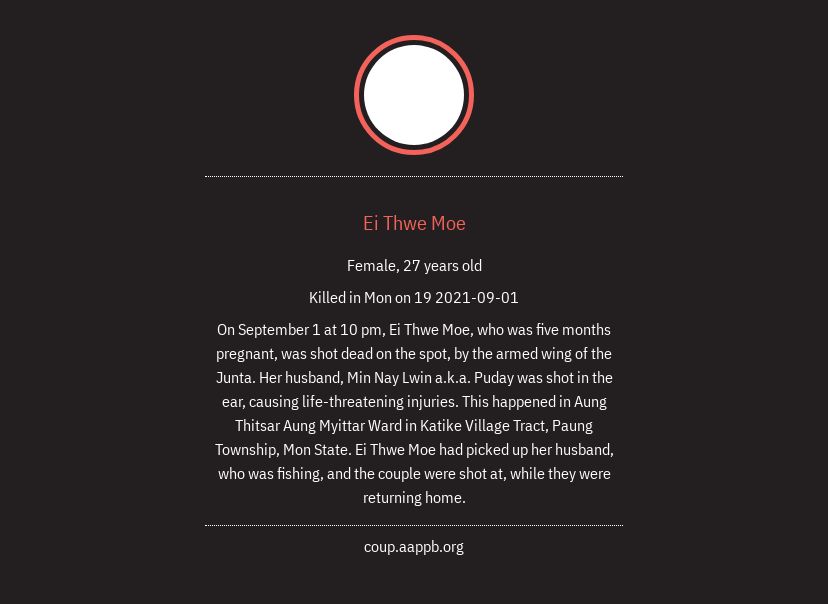 Ei Thwe Moe
Female, 27 years old
Killed in Mon on 19 2021-09-01
On September 1 at 10 pm, Ei Thwe Moe, who was five months
pregnant, was shot dead on the spot, by the armed wing of the
Junta. Her husband, Min Nay Lwin a.k.a. Puday was shot in the
ear, causing life-threatening injuries. This happened in Aung
Thitsar Aung Myittar Ward in Katike Village Tract, Paung
Township, Mon State. Ei Thwe Moe had picked up her husband,
who was fishing, and the couple were shot at, while they were
returning home.
coup.aappb.org